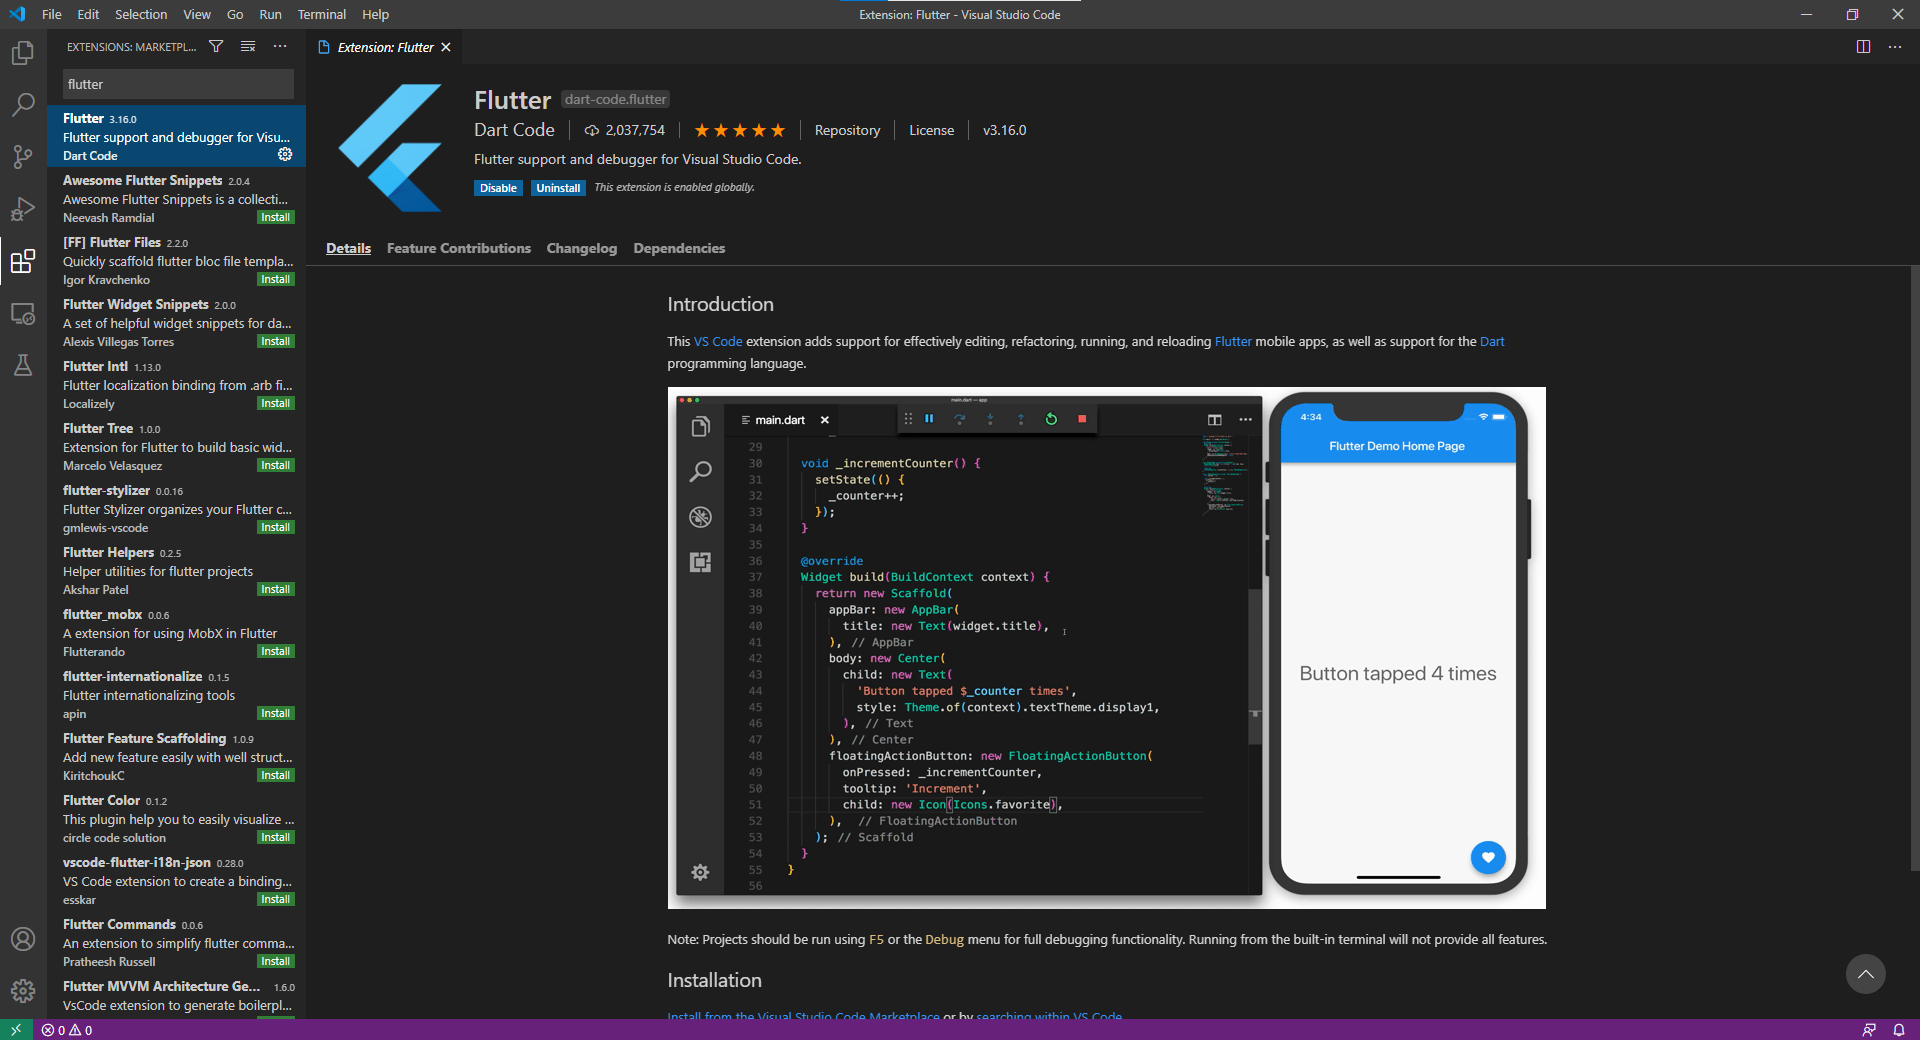 File Edit Selection View Go Run Terminal Help
Extension: Flutter - Visual Studio Code
EXTENSIONS: MARKETPL...
flutter
Flutter 3.16.0
Flutter support and debugger for Visu...
Dart Code
Awesome Flutter Snippets 2.0.4
Awesome Flutter Snippets is a collecti...
Neevash Ramdial Install
[FF] Flutter Files 2.2.0
Quickly scaffold flutter bloc file templa...
Igor Kravchenko Install
Flutter Widget Snippets 2.0.0
A set of helpful widget snippets for da...
Alexis Villegas Torres Install
Flutter Intl 1.13.0
Flutter localization binding from .arb fi...
Localizely Install
Flutter Tree 1.0.0
Extension for Flutter to build basic wid...
Marcelo Velasquez Install
flutter-stylizer 0.0.16
Flutter Stylizer organizes your Flutter c...
gmlewis-vscode Install
Flutter Helpers 0.2.5
Helper utilities for flutter projects
Akshar Patel Install
flutter_mobx 0.0.6
A extension for using MobX in Flutter
Flutterando Install
flutter-internationalize 0.1.5
Flutter internationalizing tools
apin Install
Flutter Feature Scaffolding 1.0.9
Add new feature easily with well struct...
KiritchoukC Install
Flutter Color 0.1.2
This plugin help you to easily visualize ...
circle code solution Install
vscode-flutter-i18n-json 0.28.0
VS Code extension to create a binding...
esskar Install
Flutter Commands 0.0.6
An extension to simplify flutter comma...
Pratheesh Russell Install
Flutter MVVM Architecture Ge... 1.6.0
VsCode extension to generate boilerpl...
Extension: Flutter
Flutter dart-code.flutter
Dart Code 2,037,754 Repository License v3.16.0
Flutter support and debugger for Visual Studio Code.
Disable Uninstall This extension is enabled globally.
Details Feature Contributions Changelog Dependencies
Introduction
This VS Code extension adds support for effectively editing, refactoring, running, and reloading Flutter mobile apps, as well as support for the Dart
programming language.
main.dart — app
main.dart
29
30 void _incrementCounter() {
31 setState(() {
32 _counter++;
33 });
34 }
35
36 @override
37 Widget build(BuildContext context) {
38 return new Scaffold(
39 appBar: new AppBar(
40 title: new Text(widget.title),
41 ), // AppBar
42 body: new Center(
43 child: new Text(
44 'Button tapped $_counter times',
45 style: Theme.of(context).textTheme.display1,
46 ), // Text
47 ), // Center
48 floatingActionButton: new FloatingActionButton(
49 onPressed: _incrementCounter,
50 tooltip: 'Increment',
51 child: new Icon(Icons.favorite),
52 ), // FloatingActionButton
53 ); // Scaffold
54 }
55 }
56
4:34
Flutter Demo Home Page
Button tapped 4 times
Note: Projects should be run using F5 or the Debug menu for full debugging functionality. Running from the built-in terminal will not provide all features.
Installation
Install from the Visual Studio Code Marketplace or by searching within VS Code.
0 0